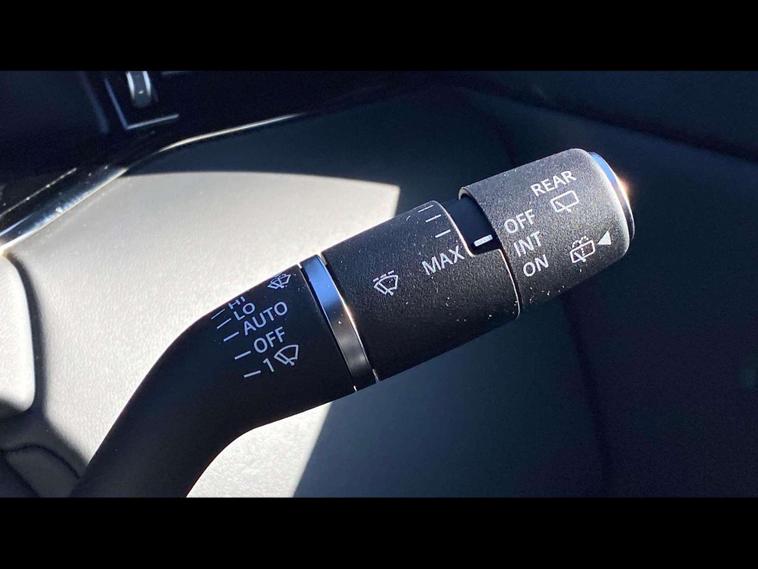 HI
LO
AUTO
OFF
1
MAX
REAR
OFF
INT
ON